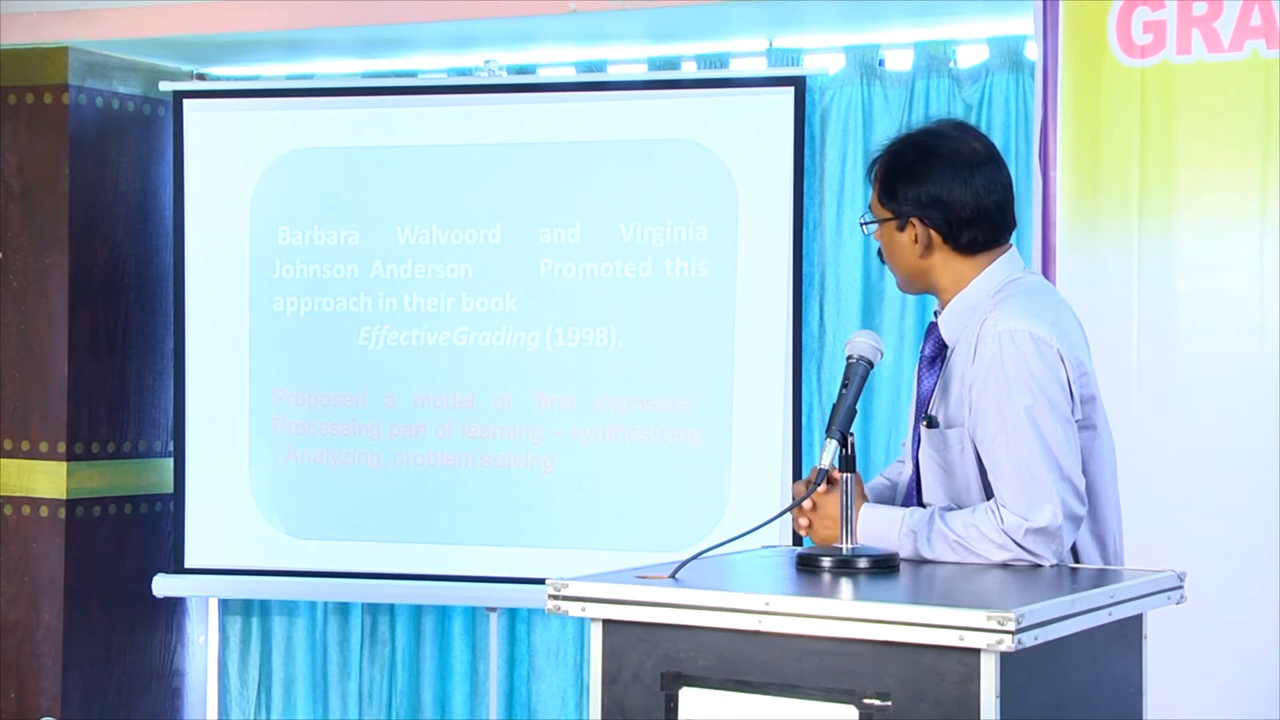 GRA
Barbara Walvoord and Virginia
Johnson Anderson Promoted this
approach in their book
EffectiveGrading (1998).
Proposed a model of "first exposure"
Processing part of learning – synthesizing
Analyzing, problem solving